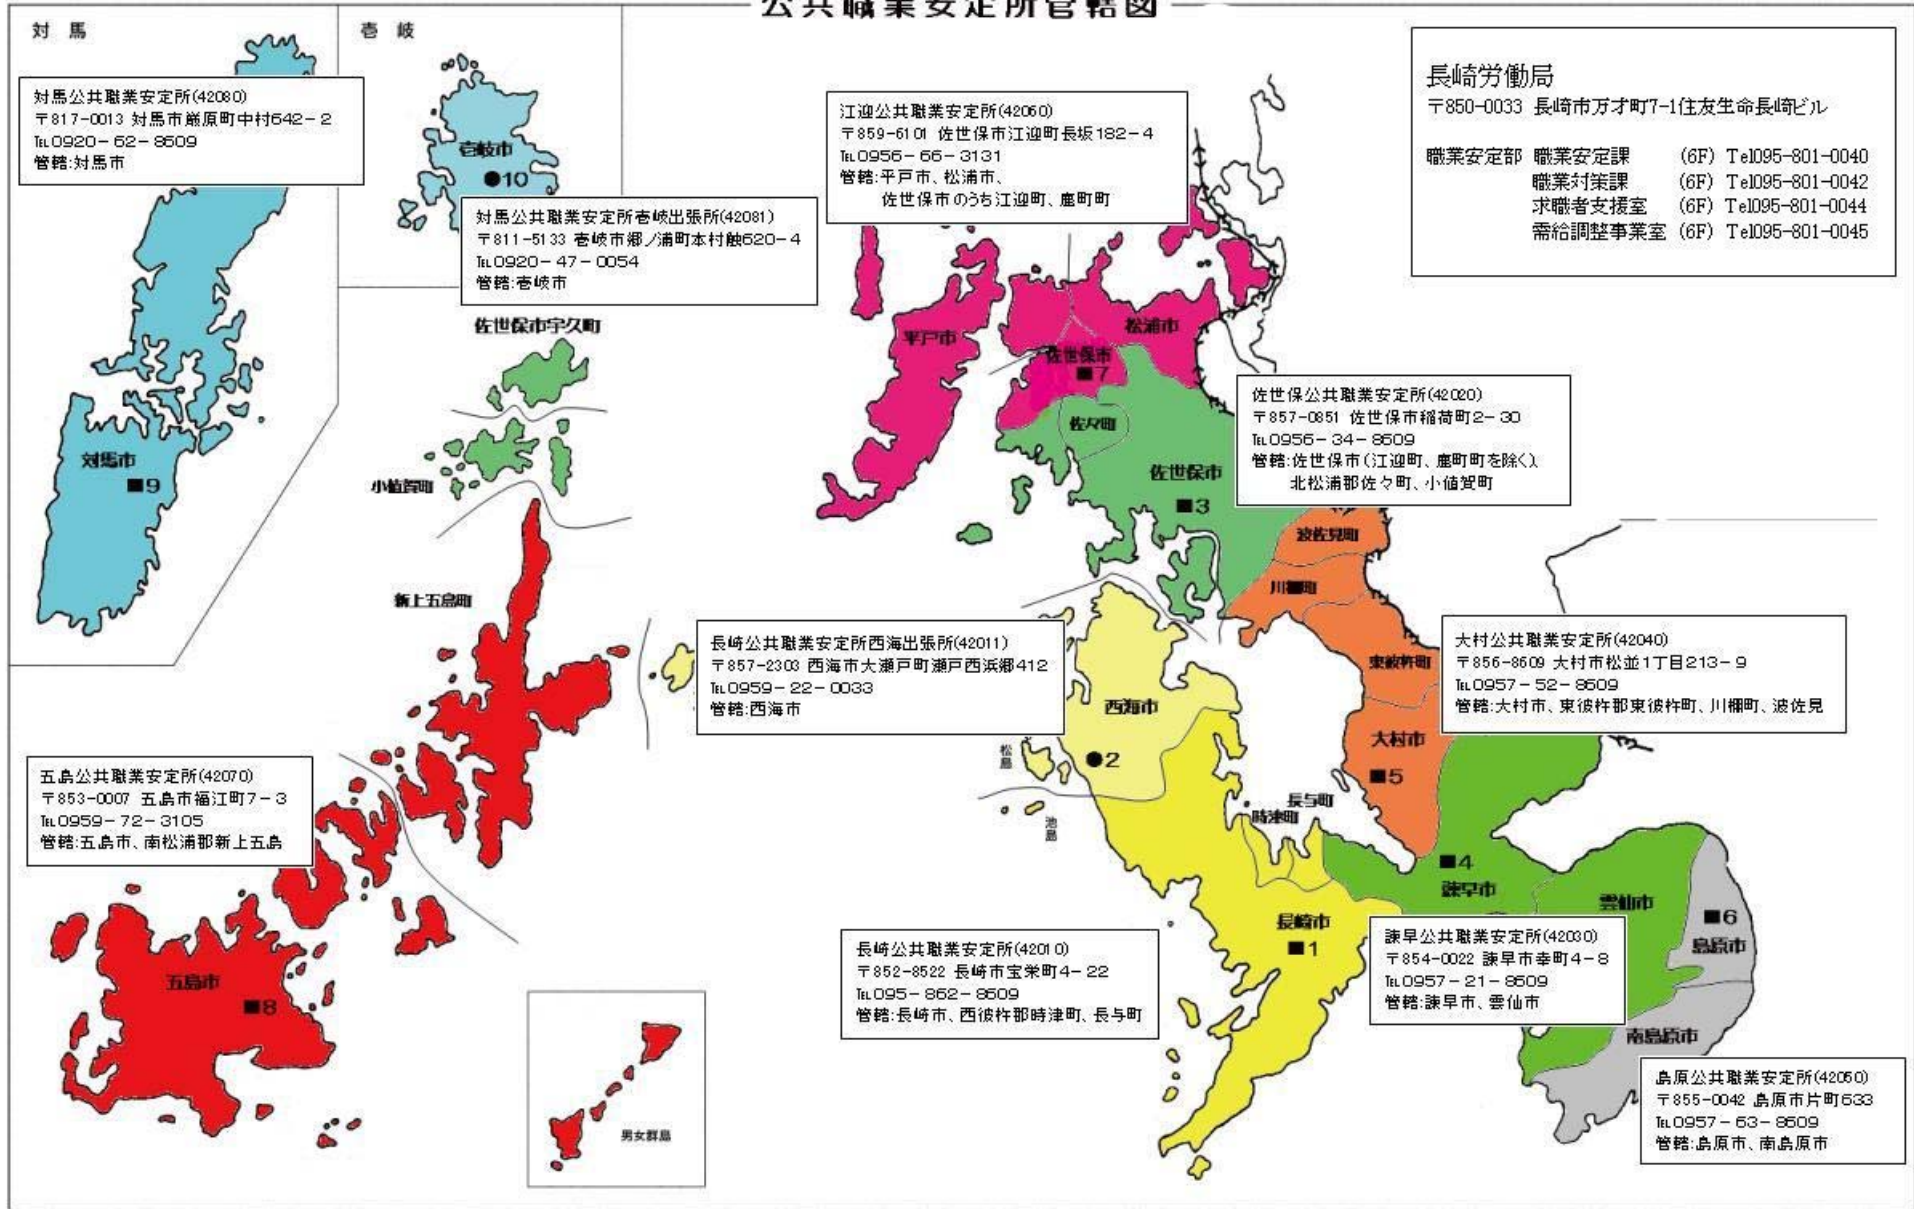 公共職業安定所管轄図
対馬
壱岐
対馬公共職業安定所(42080)
〒817-0013 対馬市厳原町中村642-2
℡0920-62-8609
管轄:対馬市
壱岐市
●10
対馬公共職業安定所壱岐出張所(42081)
〒811-5133 壱岐市郷ノ浦町本村触620-4
℡0920-47-0054
管轄:壱岐市
江迎公共職業安定所(42060)
〒859-6101 佐世保市江迎町長坂182-4
℡0956-66-3131
管轄:平戸市、松浦市、
佐世保市のうち江迎町、鹿町町
長崎労働局
〒850-0033 長崎市万才町7-1住友生命長崎ビル
職業安定部 職業安定課 (6F) Tel095-801-0040
職業対策課 (6F) Tel095-801-0042
求職者支援室 (6F) Tel095-801-0044
需給調整事業室 (6F) Tel095-801-0045
佐世保市宇久町
平戸市
松浦市
佐世保市
■7
佐々町
佐世保公共職業安定所(42020)
〒857-0851 佐世保市稲荷町2-30
℡0956-34-8609
管轄:佐世保市(江迎町、鹿町町を除く)、
北松浦郡佐々町、小値賀町
対馬市
■9
小値賀町
佐世保市
■3
波佐見町
川棚町
新上五島町
東彼杵町
長崎公共職業安定所西海出張所(42011)
〒857-2303 西海市大瀬戸町瀬戸西浜郷412
℡0959-22-0033
管轄:西海市
大村公共職業安定所(42040)
〒856-8609 大村市松並1丁目213-9
℡0957-52-8609
管轄:大村市、東彼杵郡東彼杵町、川棚町、波佐見
西海市
●2
松島
大村市
■5
五島公共職業安定所(42070)
〒853-0007 五島市福江町7-3
℡0959-72-3105
管轄:五島市、南松浦郡新上五島
池島
長与町
時津町
■4
諫早市
雲仙市
■6
島原市
長崎市
■1
長崎公共職業安定所(42010)
〒852-8522 長崎市宝栄町4-22
℡095-862-8609
管轄:長崎市、西彼杵郡時津町、長与町
諫早公共職業安定所(42030)
〒854-0022 諫早市幸町4-8
℡0957-21-8609
管轄:諫早市、雲仙市
五島市
■8
南島原市
島原公共職業安定所(42050)
〒855-0042 島原市片町633
℡0957-63-8609
管轄:島原市、南島原市
男女群島